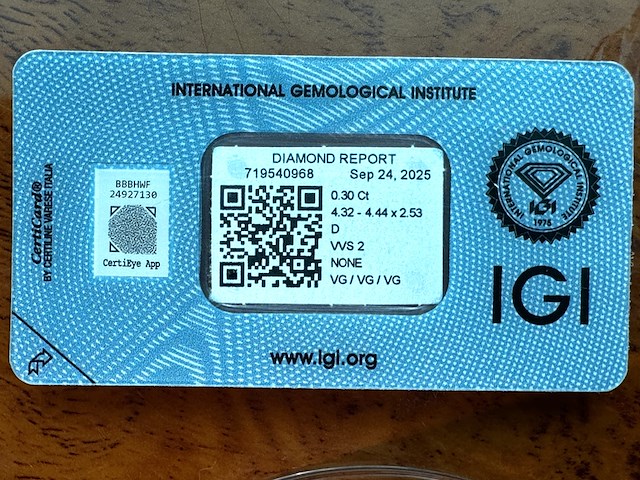 INTERNATIONAL GEMOLOGICAL INSTITUTE
CertiCard®
BY CERTILINE VARESE ITALIA
BBBHWF
24927130
CertiEye App
DIAMOND REPORT
719540968 Sep 24, 2025
0.30 Ct
4.32 - 4.44 x 2.53
D
VVS 2
NONE
VG / VG / VG
INTERNATIONAL GEMOLOGICAL INSTITUTE
IGI
1975
IGI
www.igi.org